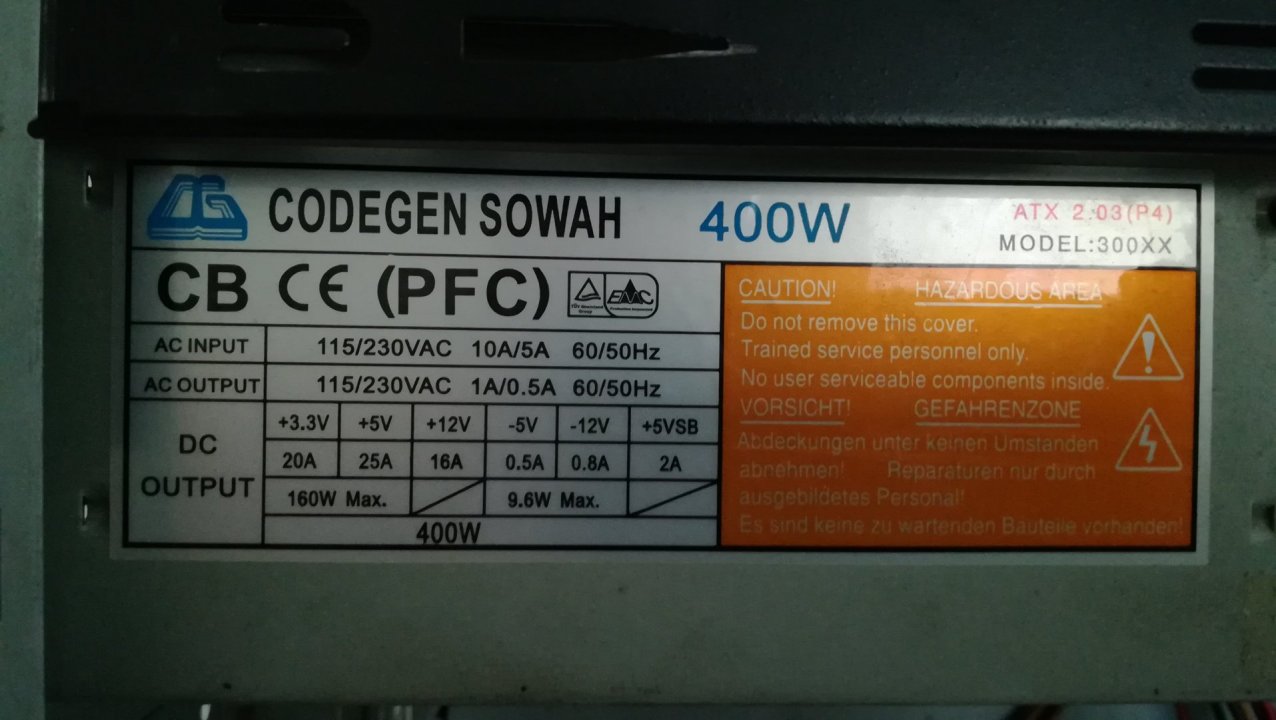 CODEGEN SOWAH 400W ATX 2.03(P4)
MODEL:300XX
CB CE (PFC) TÜV Rheinland Group EMC
AC INPUT 115/230VAC 10A/5A 60/50Hz
AC OUTPUT 115/230VAC 1A/0.5A 60/50Hz
DC OUTPUT
+3.3V +5V +12V -5V -12V +5VSB
20A 25A 16A 0.5A 0.8A 2A
160W Max. 9.6W Max.
400W
CAUTION! HAZARDOUS AREA
Do not remove this cover.
Trained service personnel only.
No user serviceable components inside.
VORSICHT! GEFAHRENZONE
Abdeckungen unter keinen Umstanden
abnehmen! Reparaturen nur durch
ausgebildetes Personal!
Es sind keine zu wartenden Bauteile vorhanden!